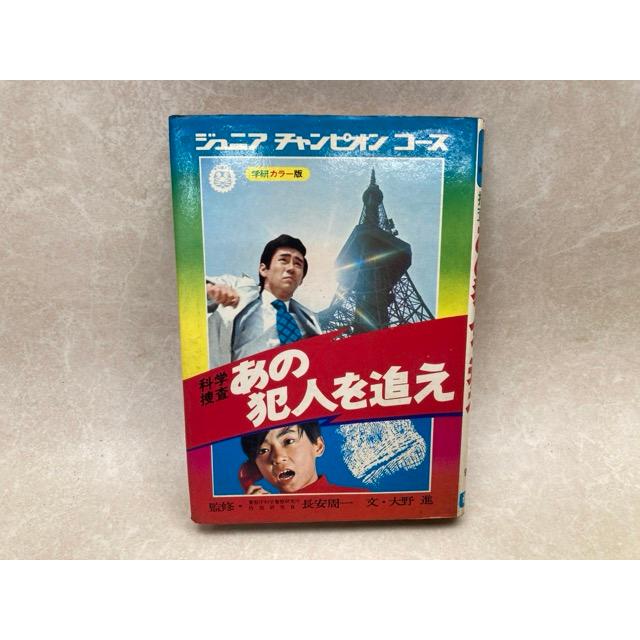 ジュニア チャンピオン コース
学研カラー版
科学捜査
あの犯人を追え
監修・
長安周一
文・大野 進